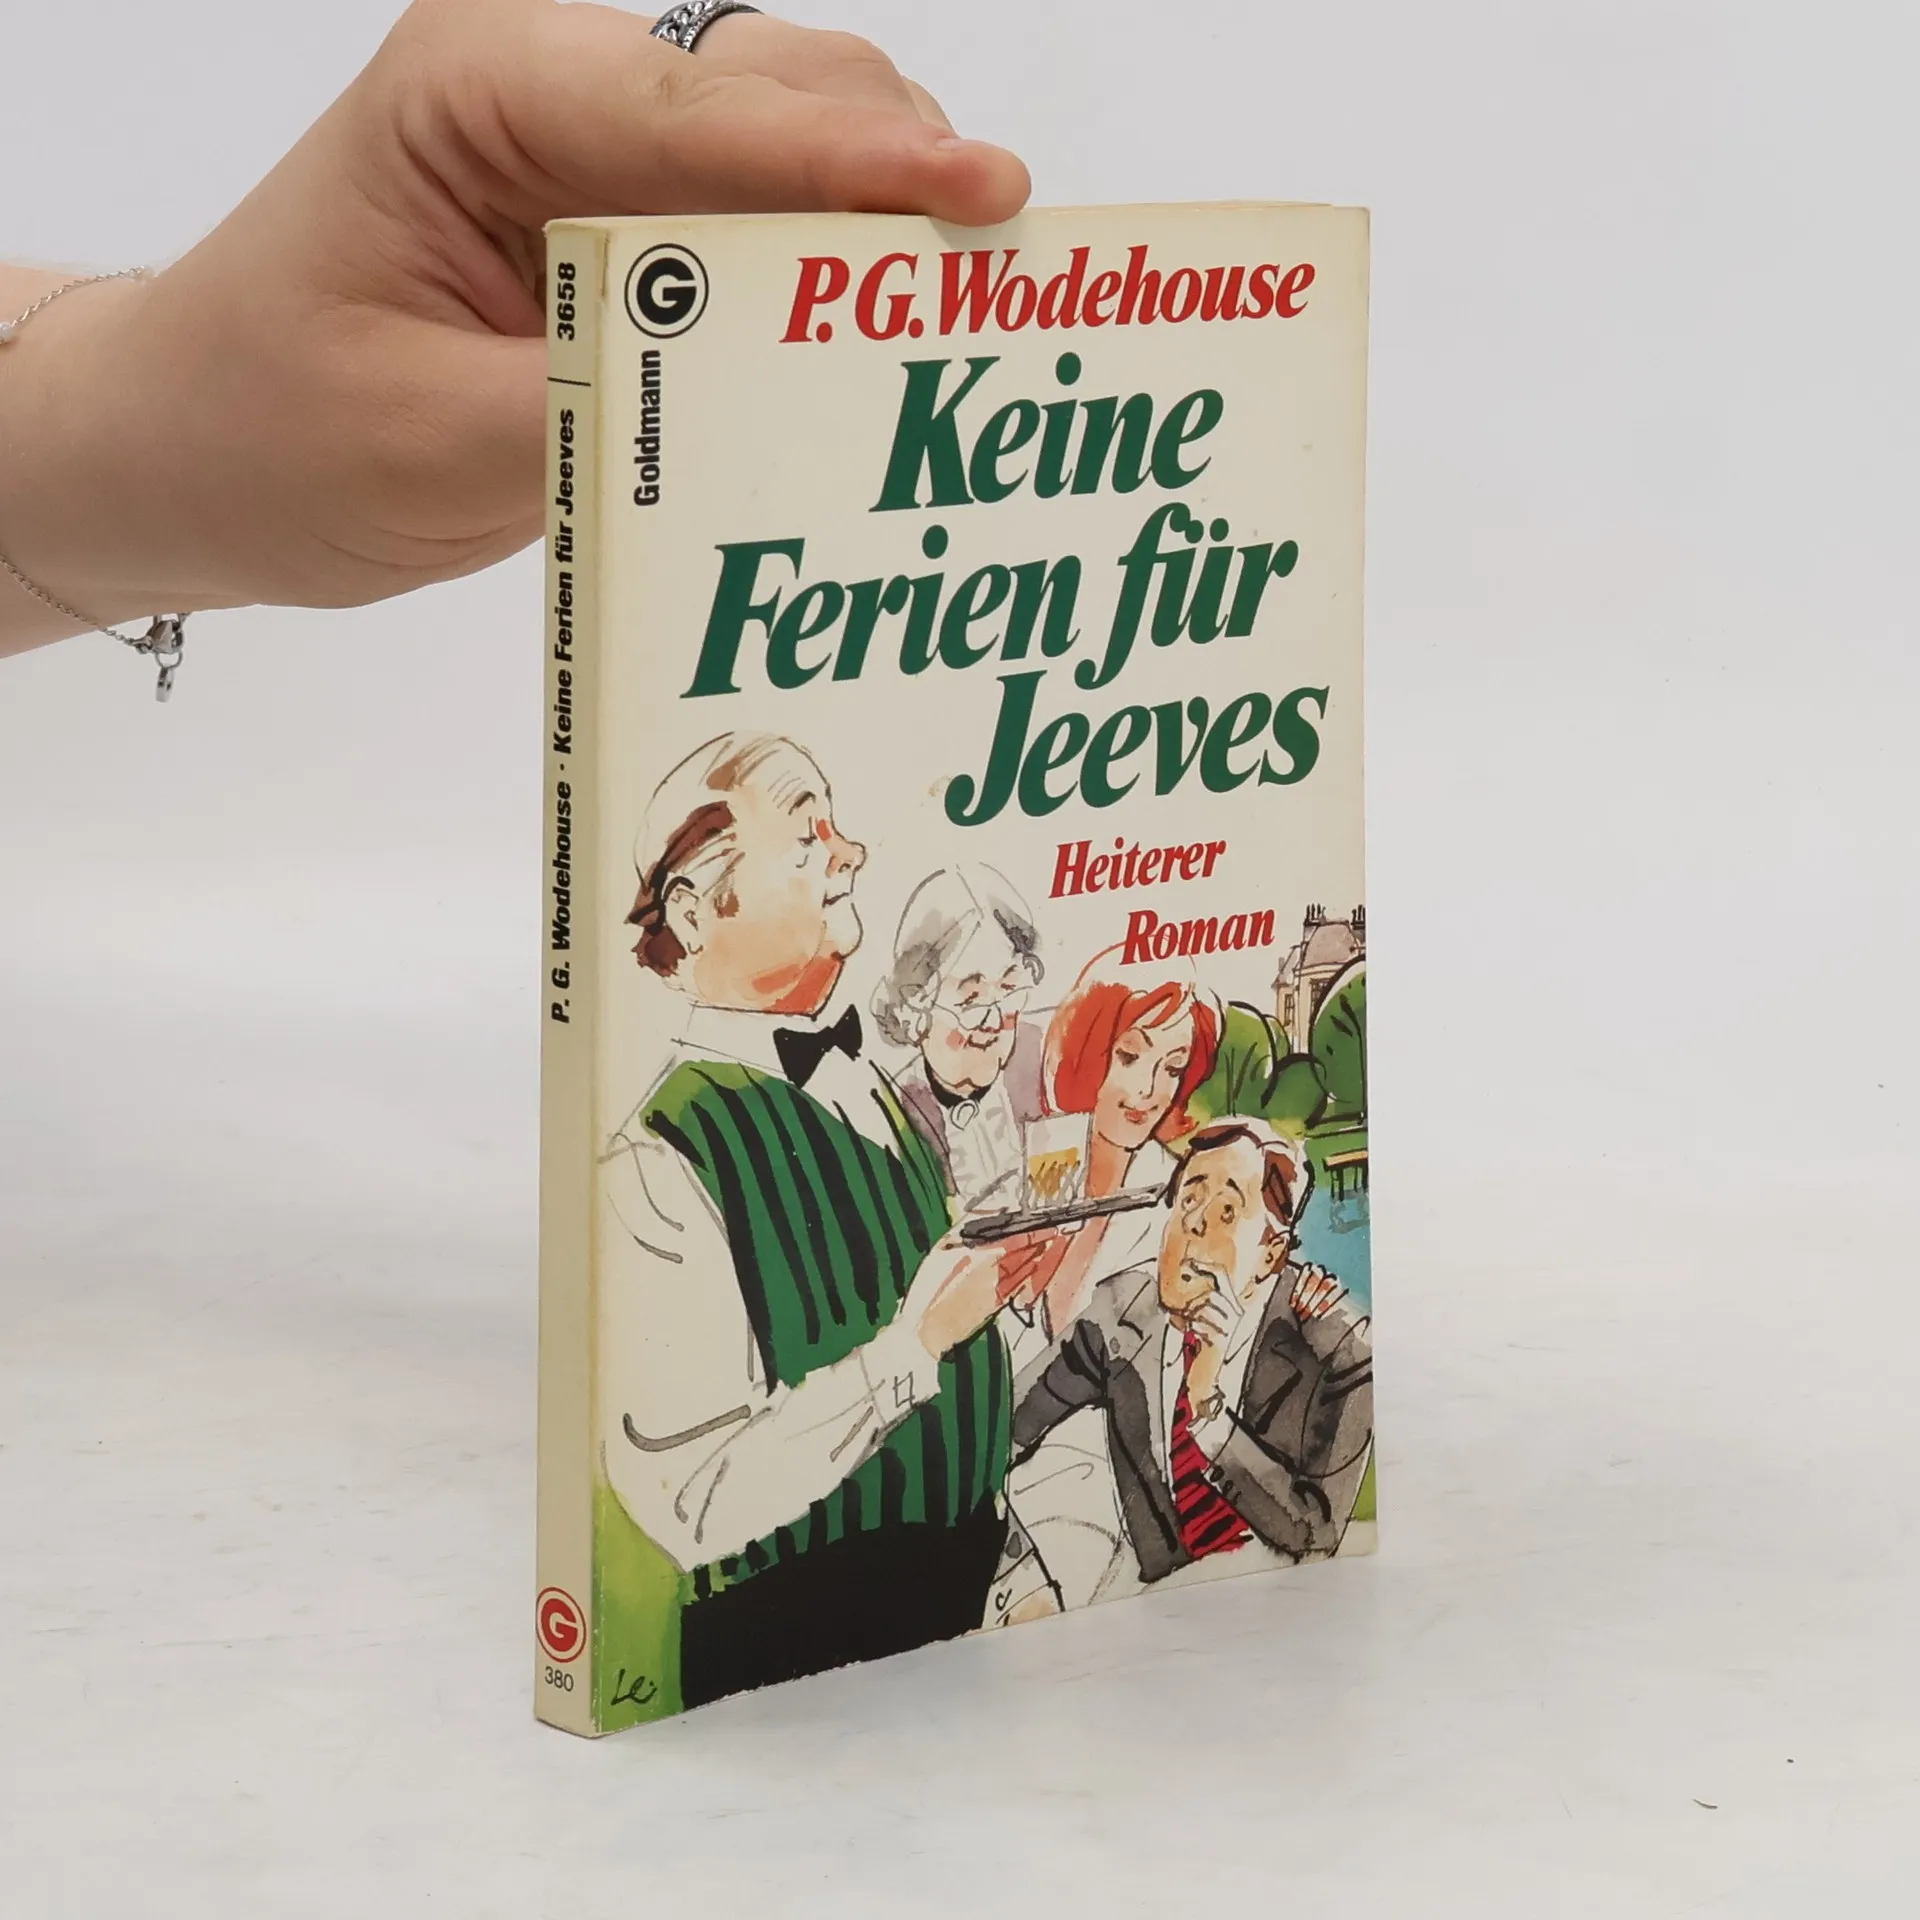 P. G. Wodehouse
Keine
Ferien für
Jeeves
Heiterer
Roman
G
Goldmann
3658
P. G. Wodehouse · Keine Ferien für Jeeves
G
380